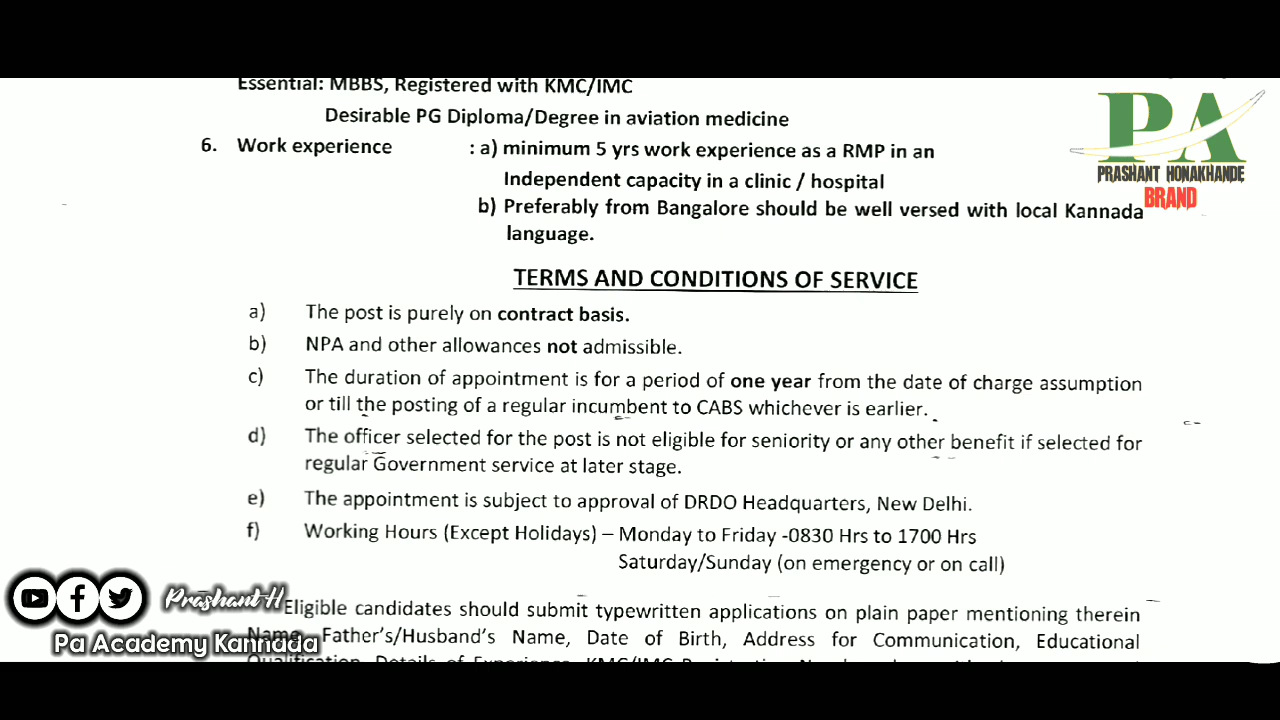 Essential: MBBS, Registered with KMC/IMC
Desirable PG Diploma/Degree in aviation medicine
6. Work experience : a) minimum 5 yrs work experience as a RMP in an
Independent capacity in a clinic / hospital
b) Preferably from Bangalore should be well versed with local Kannada
language.
PA
PRASHANT HONAKHANDE
BRAND
TERMS AND CONDITIONS OF SERVICE
a) The post is purely on contract basis.
b) NPA and other allowances not admissible.
c) The duration of appointment is for a period of one year from the date of charge assumption
or till the posting of a regular incumbent to CABS whichever is earlier.
d) The officer selected for the post is not eligible for seniority or any other benefit if selected for
regular Government service at later stage.
e) The appointment is subject to approval of DRDO Headquarters, New Delhi.
f) Working Hours (Except Holidays) – Monday to Friday -0830 Hrs to 1700 Hrs
Saturday/Sunday (on emergency or on call)
Eligible candidates should submit typewritten applications on plain paper mentioning therein
Name, Father's/Husband's Name, Date of Birth, Address for Communication, Educational
Qualification, Details of Experience, KMC/IMC Registration
Prashant H
Pa Academy Kannada